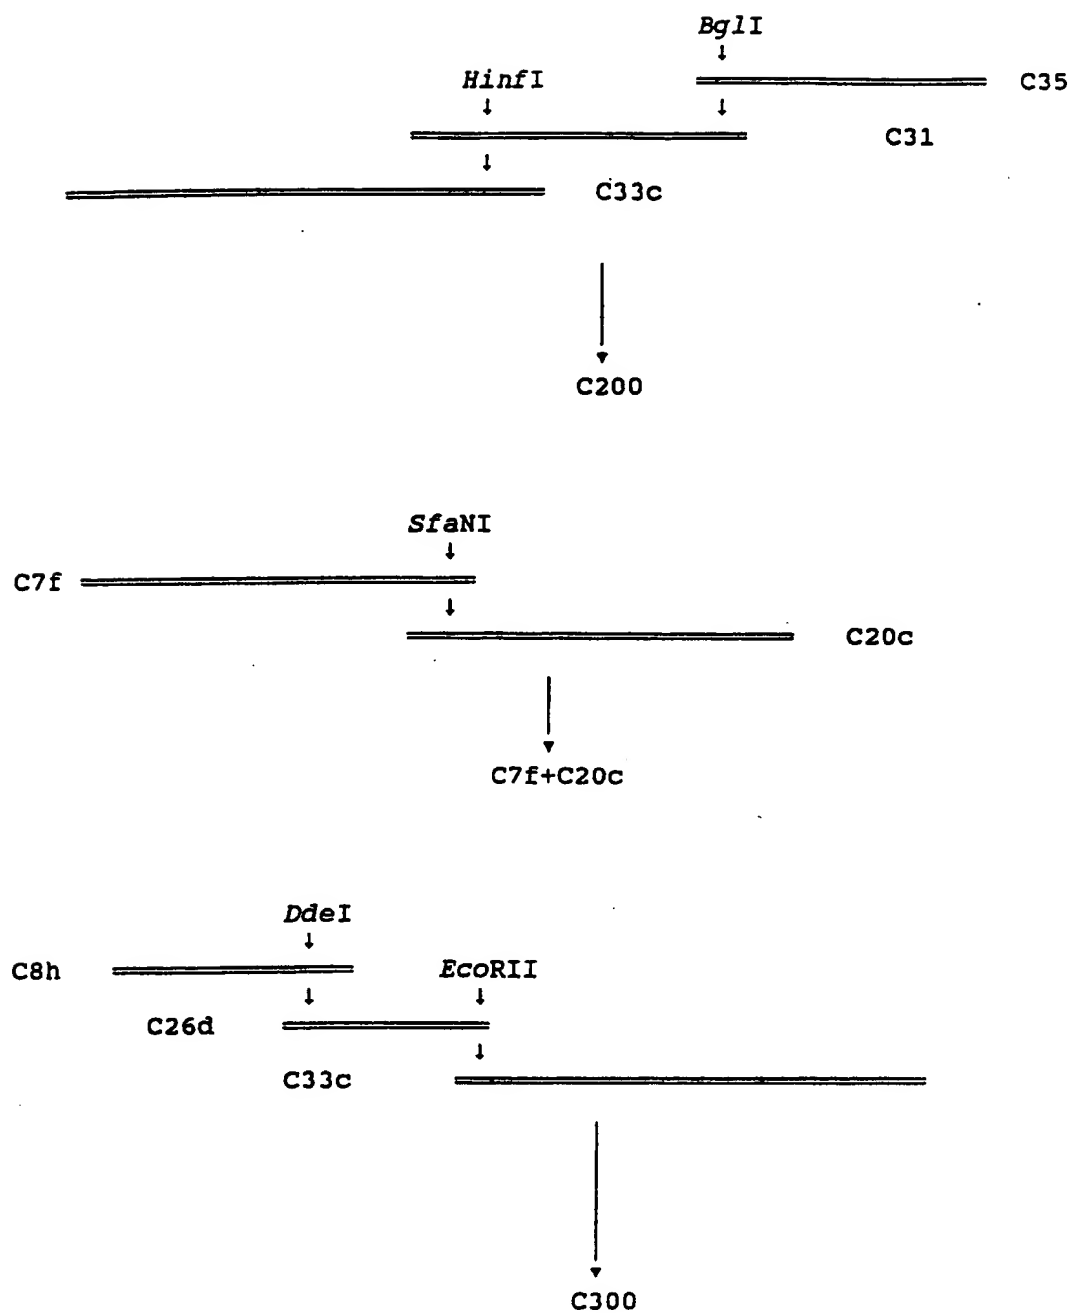 BglI
C35
HinfI
C31
C33c
C200
SfaNI
C7f
C20c
C7f+C20c
DdeI
C8h
EcoRII
C26d
C33c
C300